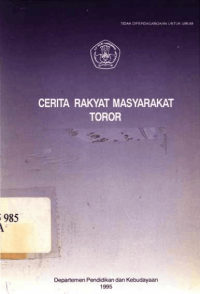 TIDAK DIPERDAGANGKAN UNTUK UMUM
CERITA RAKYAT MASYARAKAT
TOROR
985
A
Departemen Pendidikan dan Kebudayaan
1995